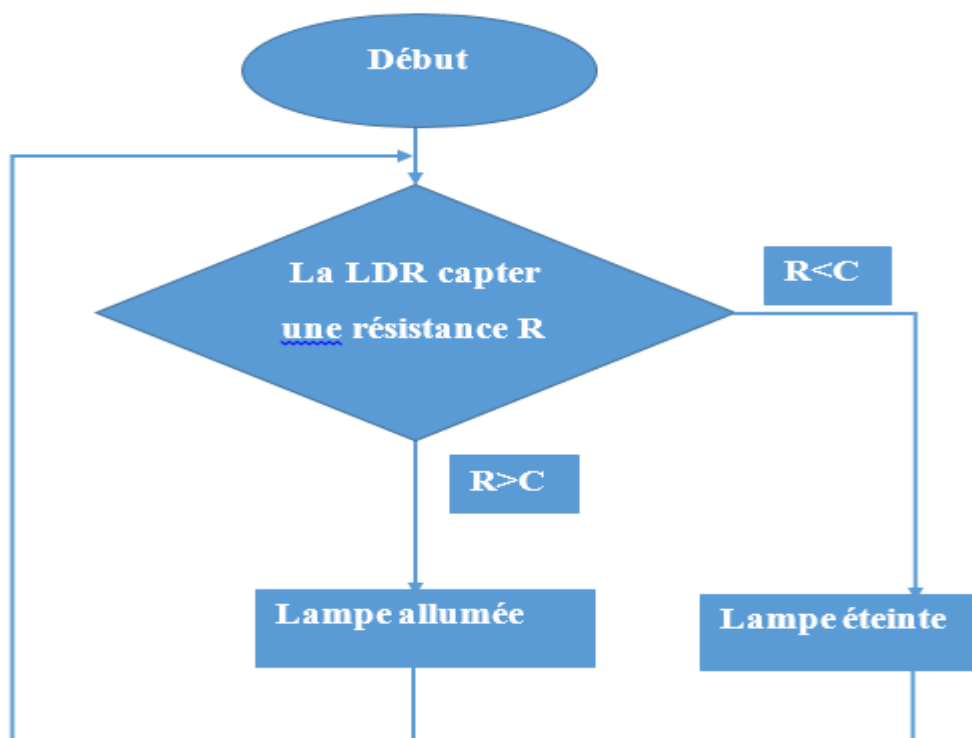 Début
La LDR capter
une résistance R
R<C
R>C
Lampe allumée
Lampe éteinte